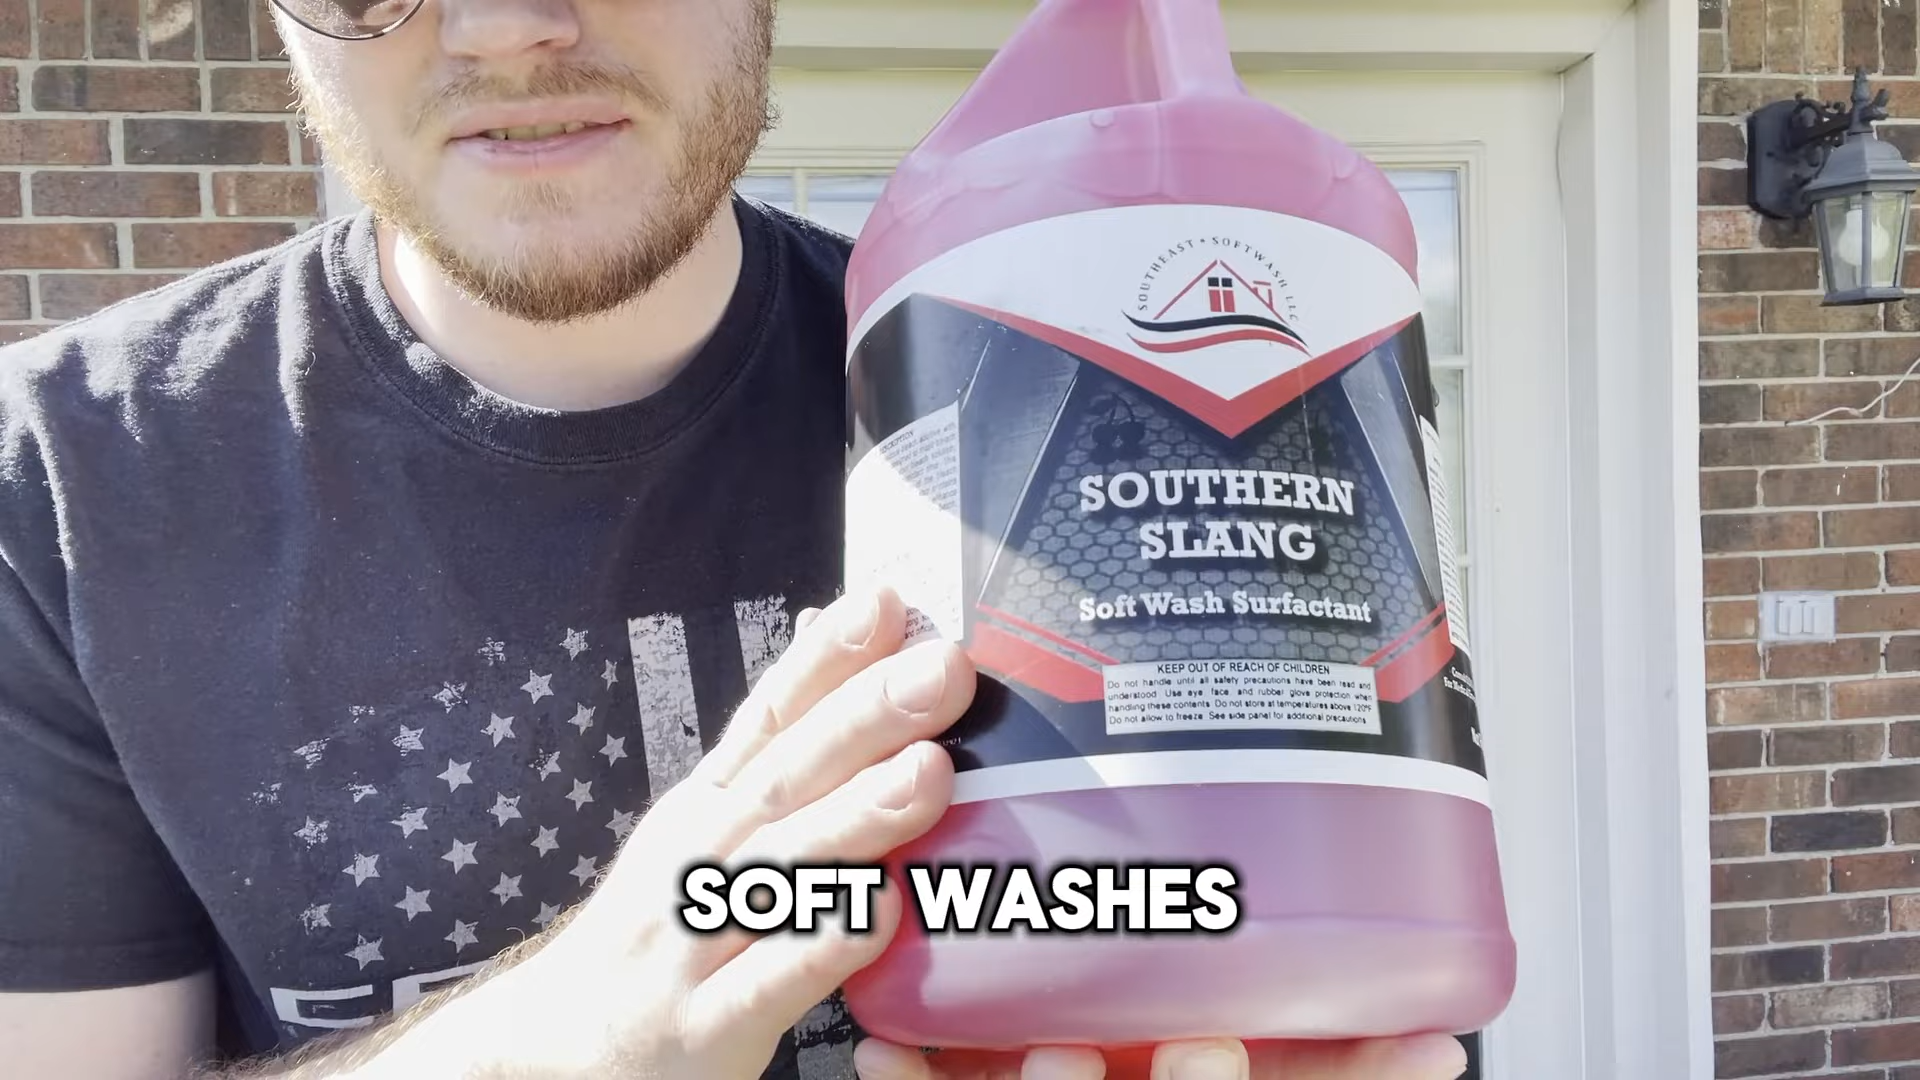 SOUTHEAST • SOFTWASH LLC
SOUTHERN
SLANG
Soft Wash Surfactant
KEEP OUT OF REACH OF CHILDREN
Do not handle until all safety precautions have been read and
understood. Use eye, face, and rubber glove protection when
handling these contents. Do not store at temperatures above 120°F
Do not allow to freeze. See side panel for additional precautions.
SOFT WASHES